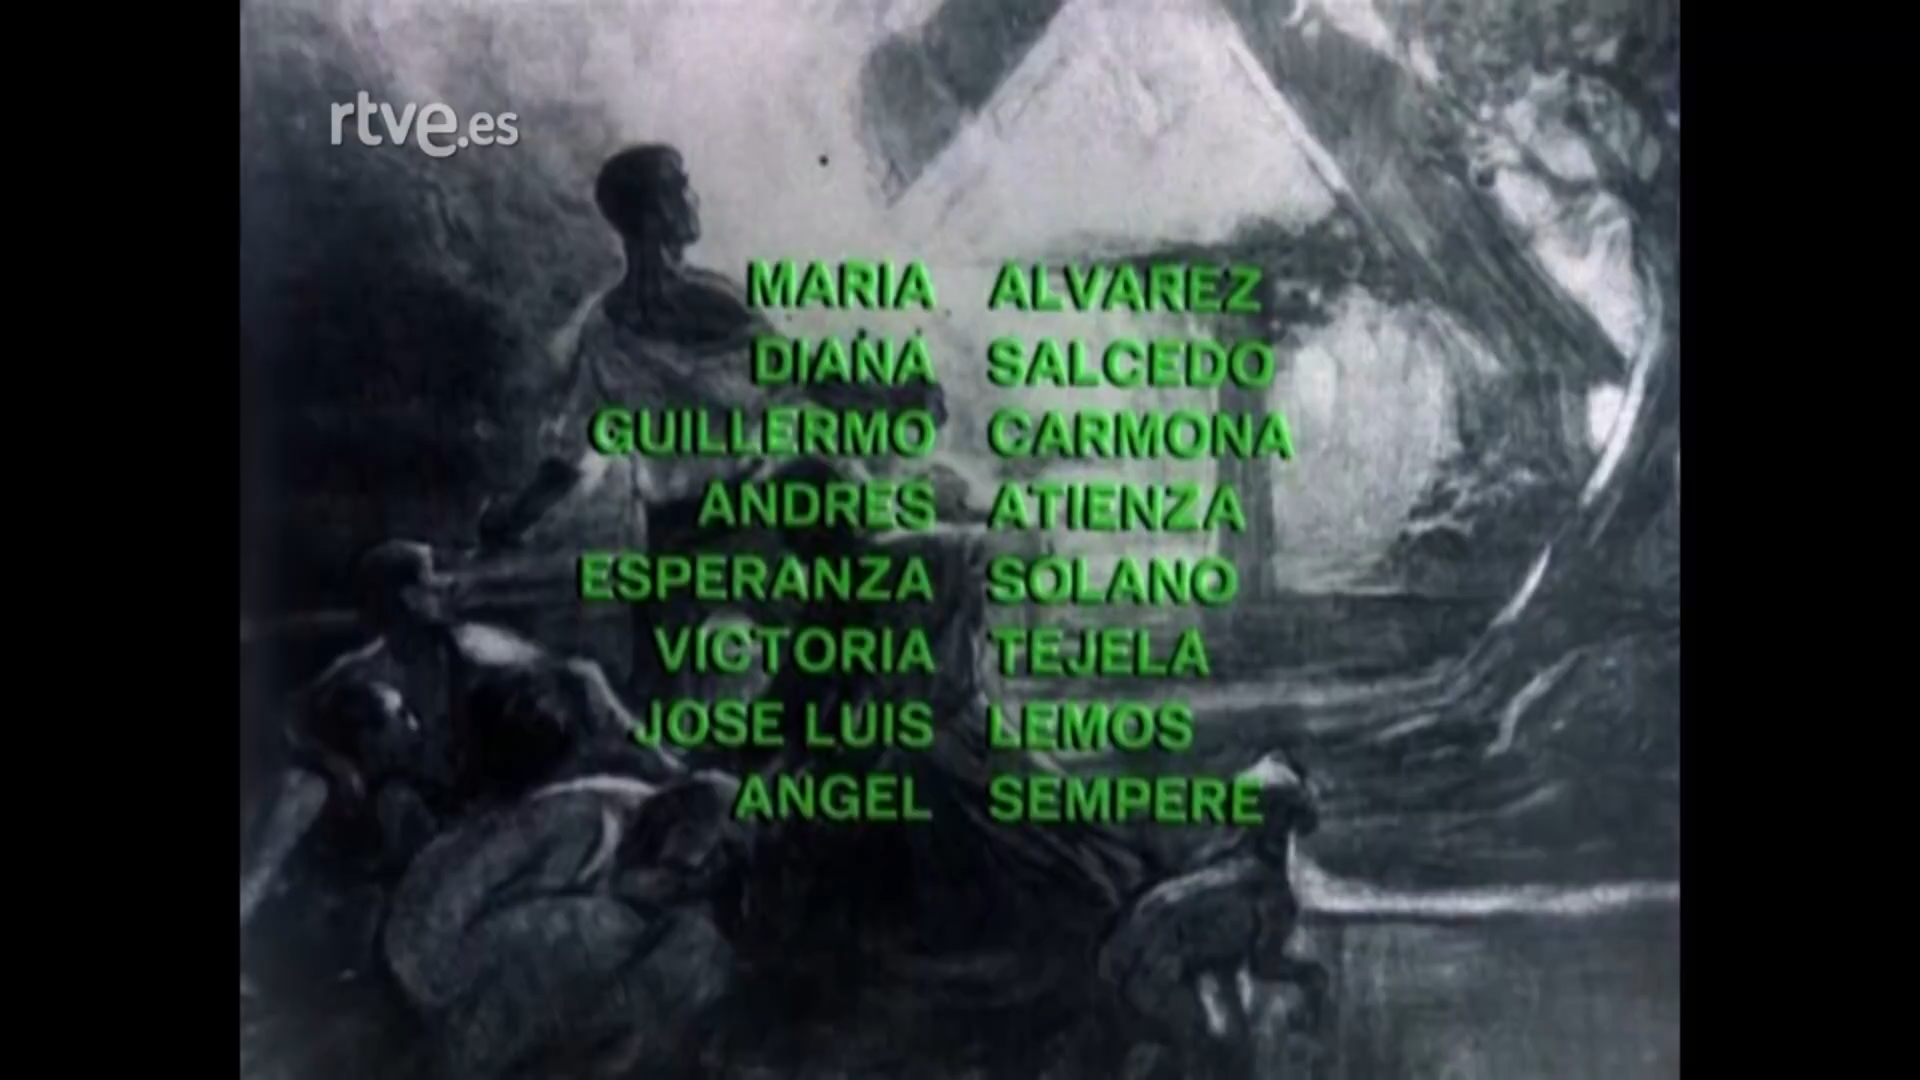 rtve.es
MARIA ALVAREZ
DIANA SALCEDO
GUILLERMO CARMONA
ANDRES ATIENZA
ESPERANZA SOLANO
VICTORIA TEJELA
JOSE LUIS LEMOS
ANGEL SEMPERE